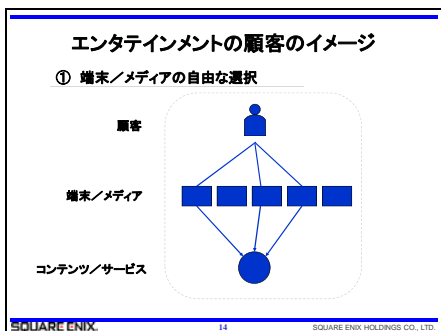 エンタテインメントの顧客のイメージ
① 端末／メディアの自由な選択
顧客
端末／メディア
コンテンツ／サービス
SQUARE ENIX.
14
SQUARE ENIX HOLDINGS CO., LTD.